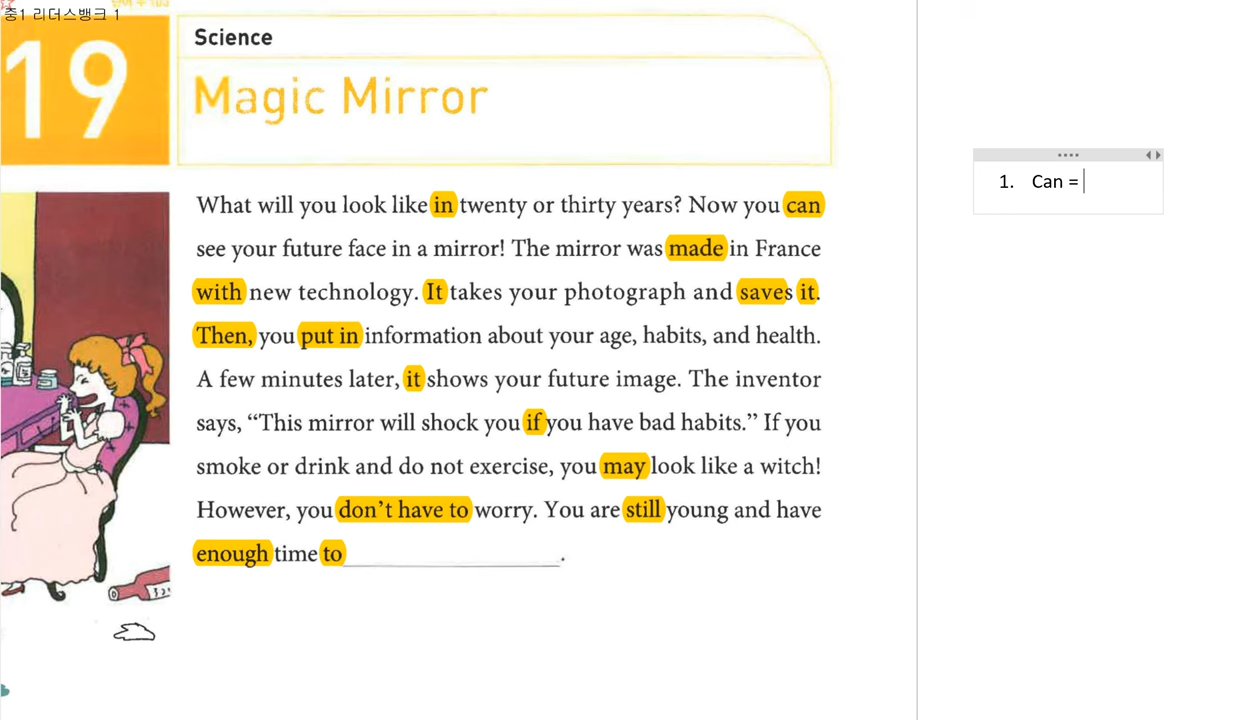 중1 리더스뱅크 1
19
Science
Magic Mirror
What will you look like in twenty or thirty years? Now you can
see your future face in a mirror! The mirror was made in France
with new technology. It takes your photograph and saves it.
Then, you put in information about your age, habits, and health.
A few minutes later, it shows your future image. The inventor
says, “This mirror will shock you if you have bad habits.” If you
smoke or drink and do not exercise, you may look like a witch!
However, you don’t have to worry. You are still young and have
enough time to ____________________.
1. Can =